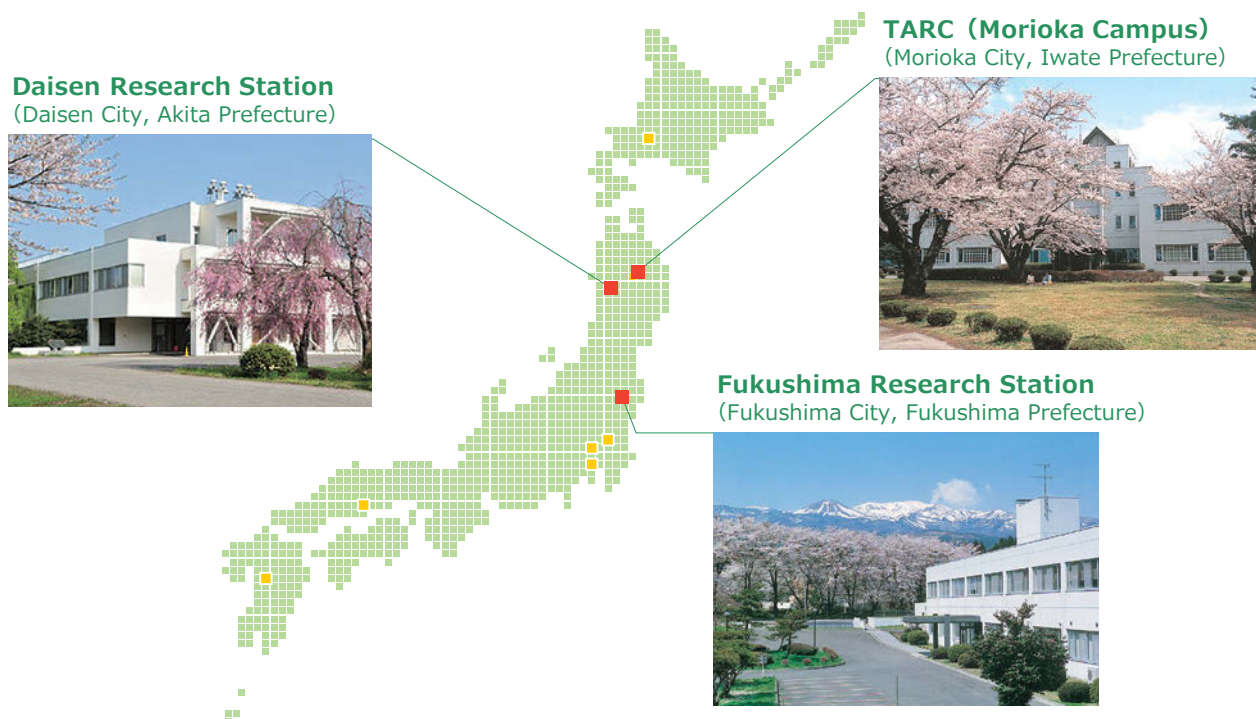 TARC（Morioka Campus）
（Morioka City, Iwate Prefecture）
Daisen Research Station
（Daisen City, Akita Prefecture）
Fukushima Research Station
（Fukushima City, Fukushima Prefecture）